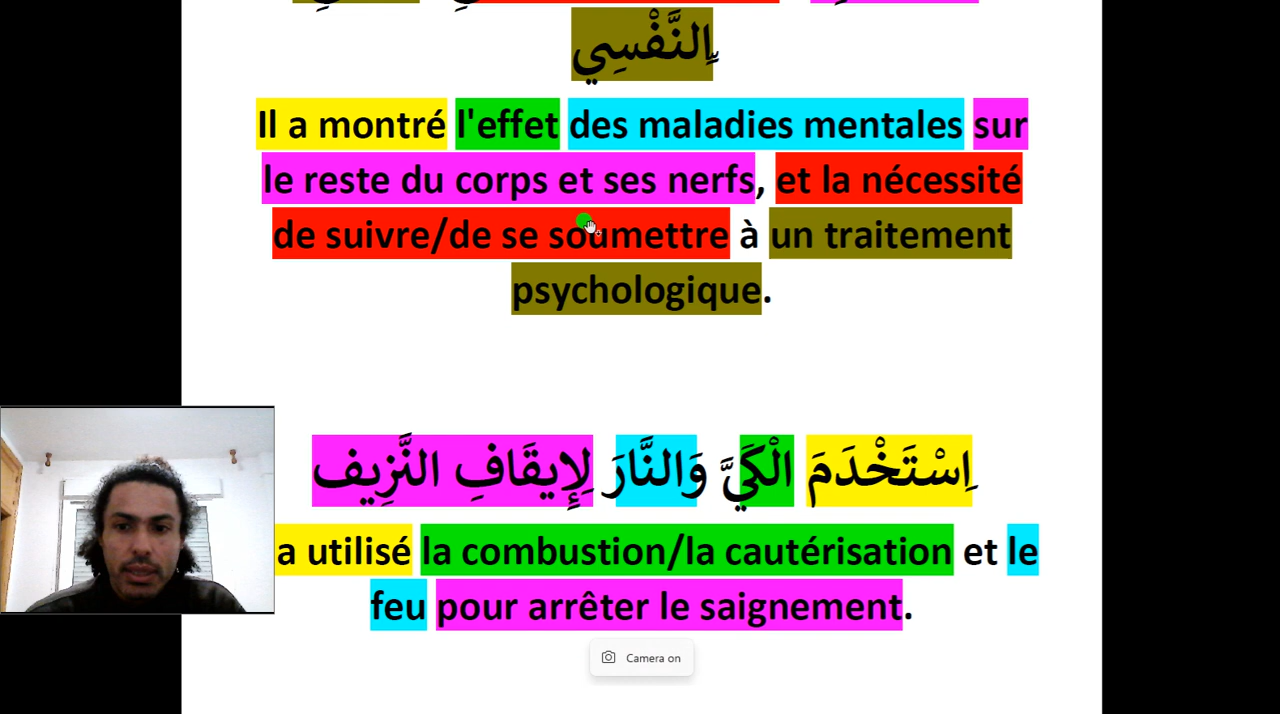 اِلنَّفْسِي
Il a montré l'effet des maladies mentales sur
le reste du corps et ses nerfs, et la nécessité
de suivre/de se soumettre à un traitement
psychologique.
اِسْتَخْدَمَ الْكَيَّ وَالنَّارَ لِإِيقَافِ النَّزِيف
a utilisé la combustion/la cautérisation et le
feu pour arrêter le saignement.
Camera on